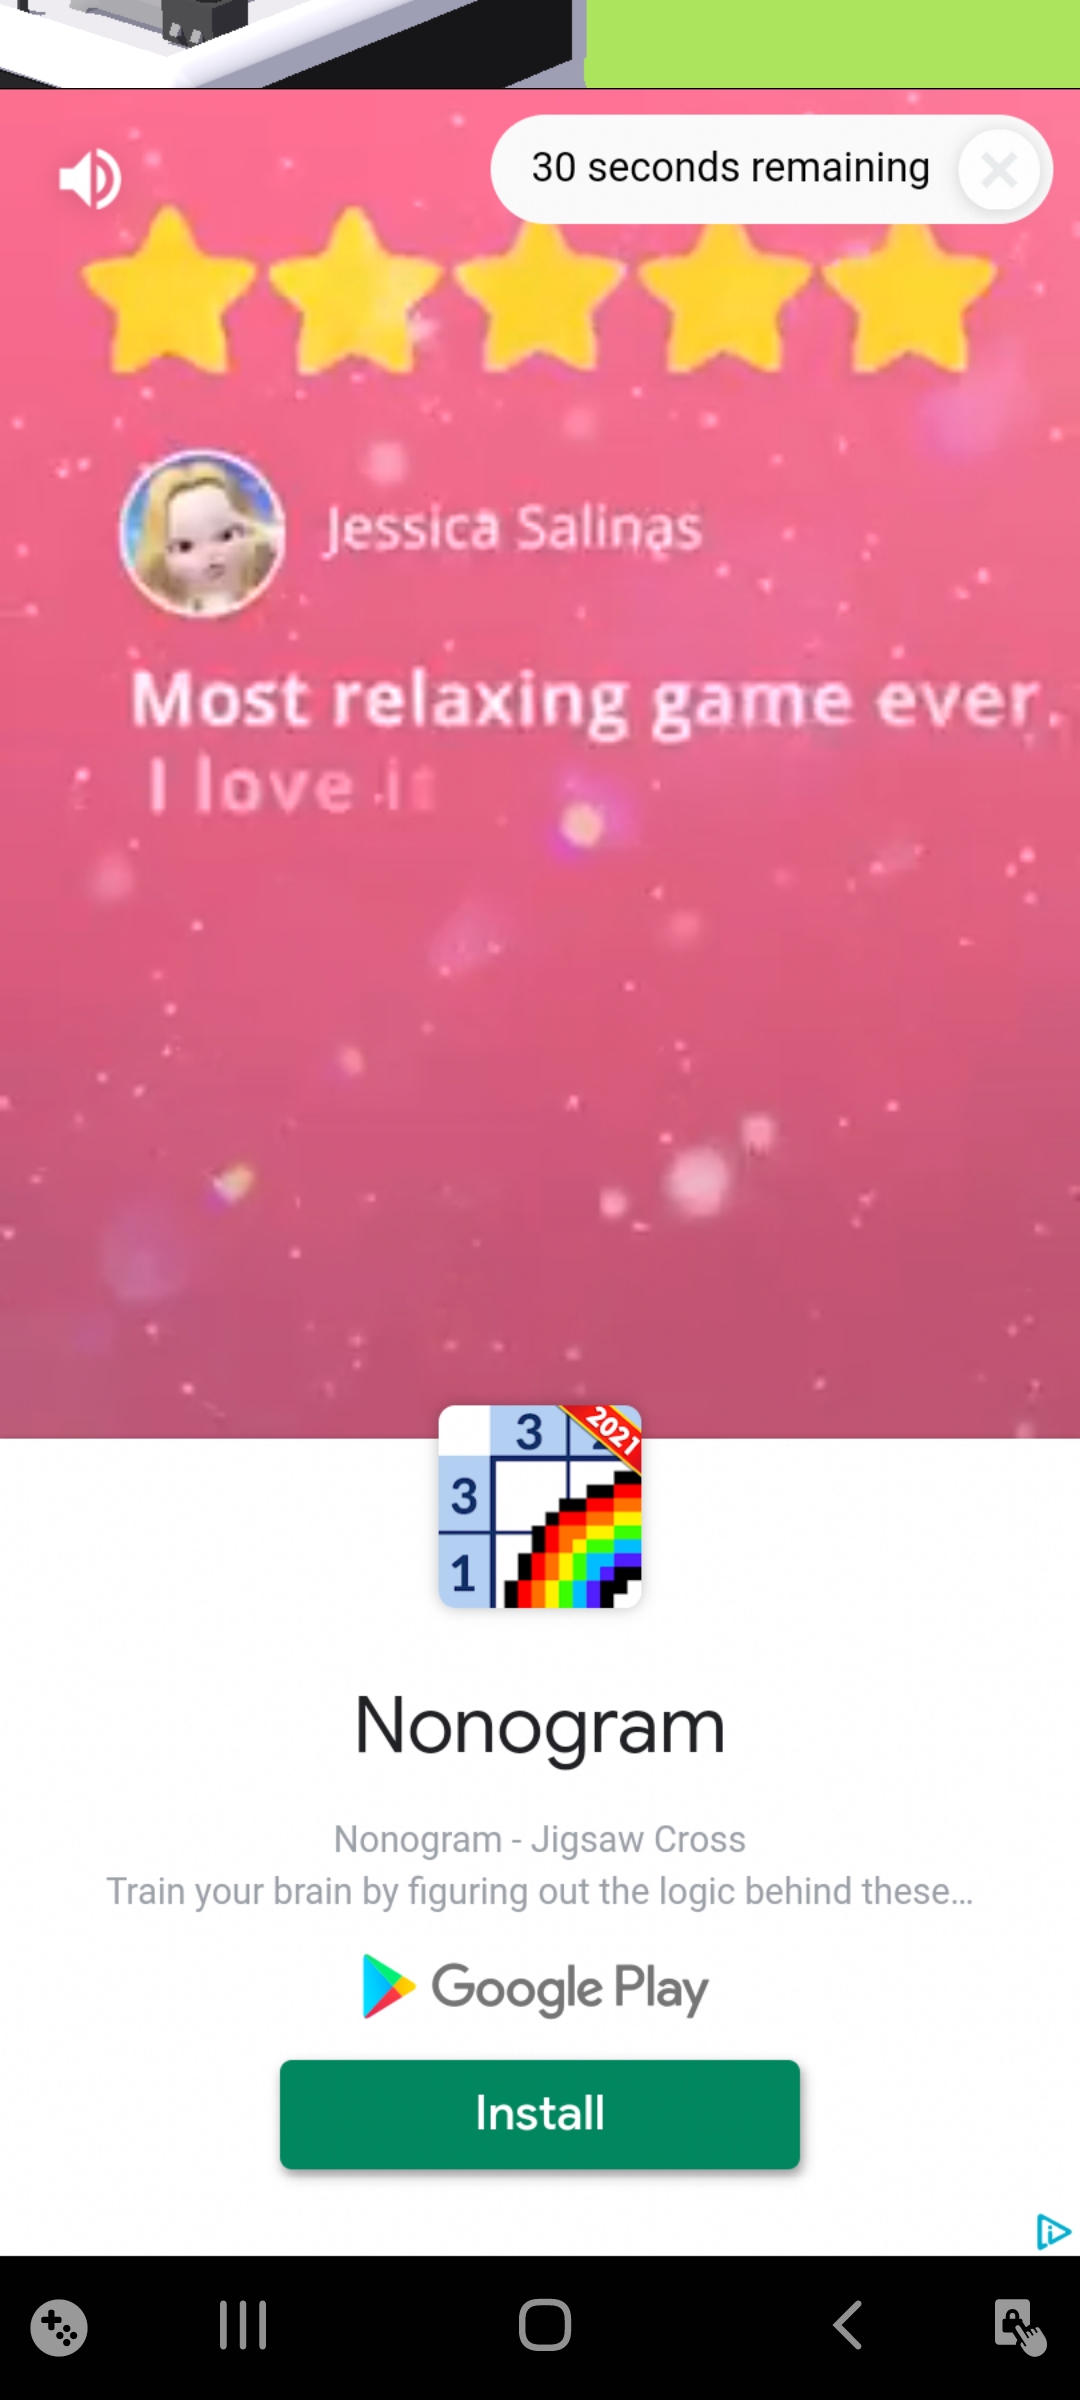 30 seconds remaining
Jessica Salinas
Most relaxing game ever.
I love it
3
2021
3
1
Nonogram
Nonogram - Jigsaw Cross
Train your brain by figuring out the logic behind these...
Google Play
Install